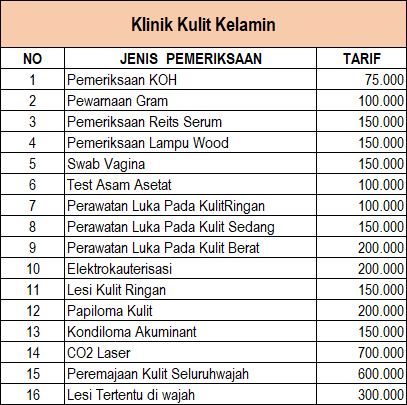 Klinik Kulit Kelamin
NO JENIS PEMERIKSAAN TARIF
1 Pemeriksaan KOH 75.000
2 Pewarnaan Gram 100.000
3 Pemeriksaan Reits Serum 150.000
4 Pemeriksaan Lampu Wood 150.000
5 Swab Vagina 150.000
6 Test Asam Asetat 100.000
7 Perawatan Luka Pada KulitRingan 100.000
8 Perawatan Luka Pada Kulit Sedang 150.000
9 Perawatan Luka Pada Kulit Berat 200.000
10 Elektrokauterisasi 200.000
11 Lesi Kulit Ringan 150.000
12 Papiloma Kulit 200.000
13 Kondiloma Akuminant 150.000
14 CO2 Laser 700.000
15 Peremajaan Kulit Seluruhwajah 600.000
16 Lesi Tertentu di wajah 300.000